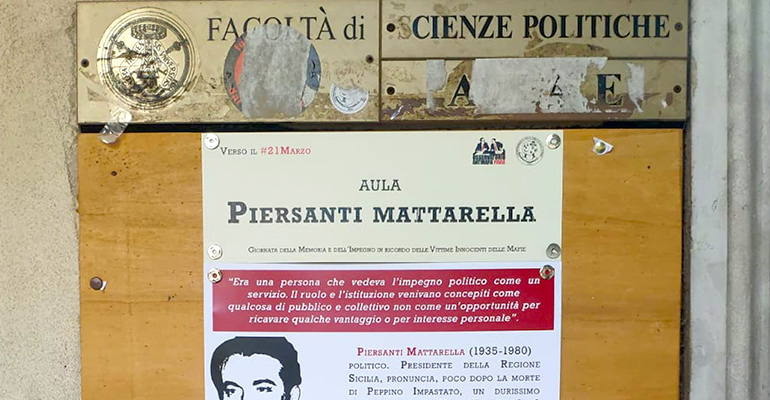 FACOLTÀ di
SCIENZE POLITICHE
VERSO IL #21MARZO
AULA
PIERSANTI MATTARELLA
GIORNATA DELLA MEMORIA E DELL'IMPEGNO IN RICORDO DELLE VITTIME INNOCENTI DELLE MAFIE
"Era una persona che vedeva l'impegno politico come un
servizio. Il ruolo e l'istituzione venivano concepiti come
qualcosa di pubblico e collettivo non come un'opportunità per
ricavare qualche vantaggio o per interesse personale".
PIERSANTI MATTARELLA (1935-1980)
POLITICO. PRESIDENTE DELLA REGIONE
SICILIA, PRONUNCIA, POCO DOPO LA MORTE
DI PEPPINO IMPASTATO, UN DURISSIMO